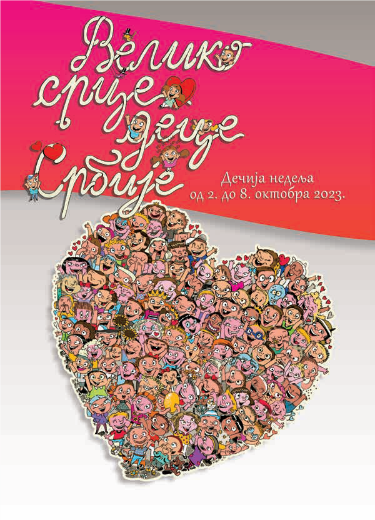 Велико
срце
деце
Србије
Дечија недеља
од 2. до 8. октобра 2023.